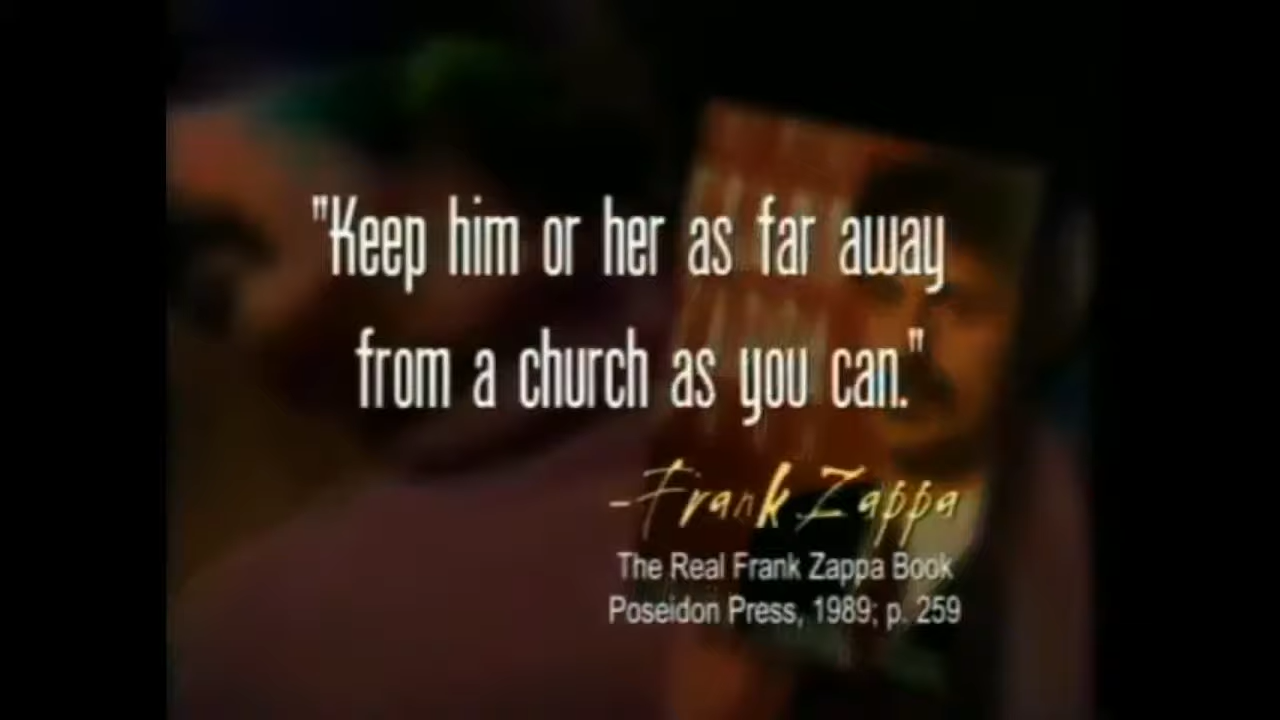 "Keep him or her as far away
from a church as you can."
-Frank Zappa
The Real Frank Zappa Book
Poseidon Press, 1989; p. 259